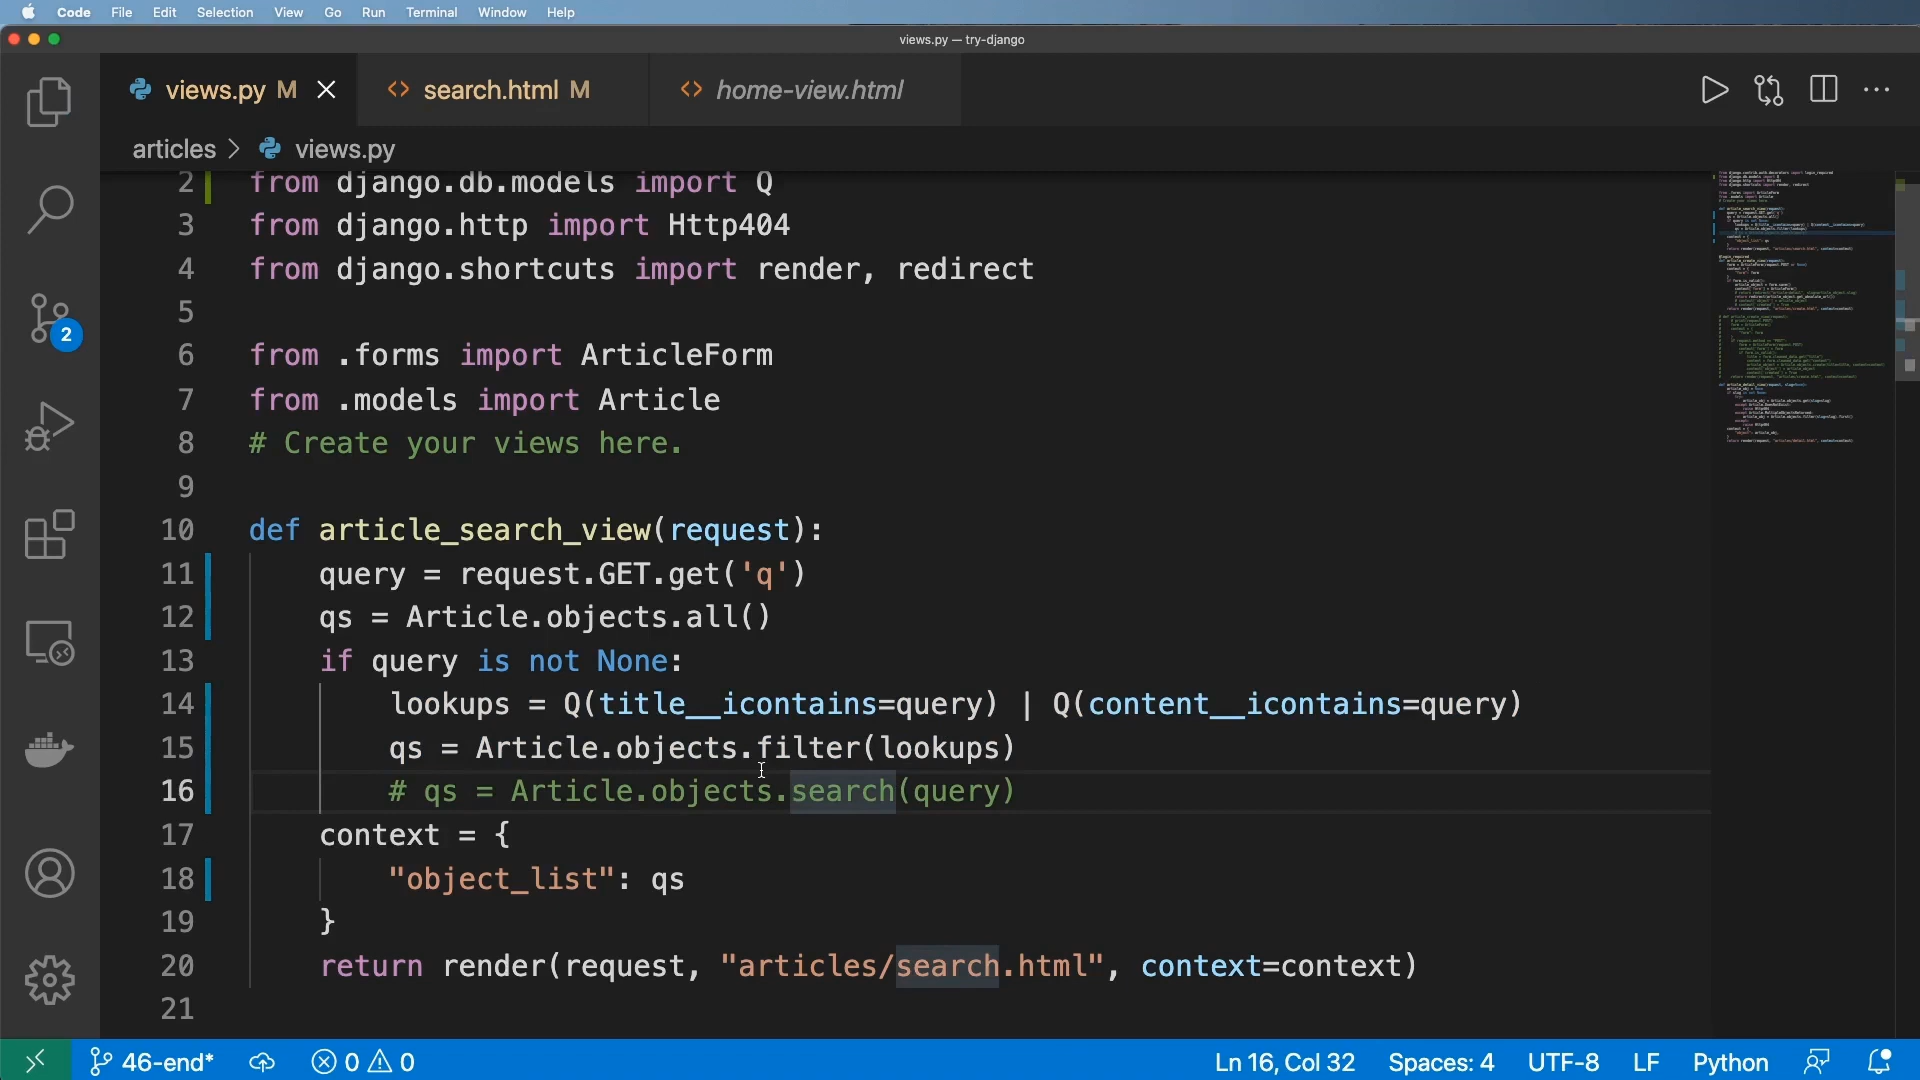 Code File Edit Selection View Go Run Terminal Window Help
views.py — try-django
views.py M
search.html M
home-view.html
articles > views.py
2 from django.db.models import Q
3 from django.http import Http404
4 from django.shortcuts import render, redirect
5
6 from .forms import ArticleForm
7 from .models import Article
8 # Create your views here.
9
10 def article_search_view(request):
11 query = request.GET.get('q')
12 qs = Article.objects.all()
13 if query is not None:
14 lookups = Q(title__icontains=query) | Q(content__icontains=query)
15 qs = Article.objects.filter(lookups)
16 # qs = Article.objects.search(query)
17 context = {
18 "object_list": qs
19 }
20 return render(request, "articles/search.html", context=context)
21
2
46-end* 0 0 Ln 16, Col 32 Spaces: 4 UTF-8 LF Python